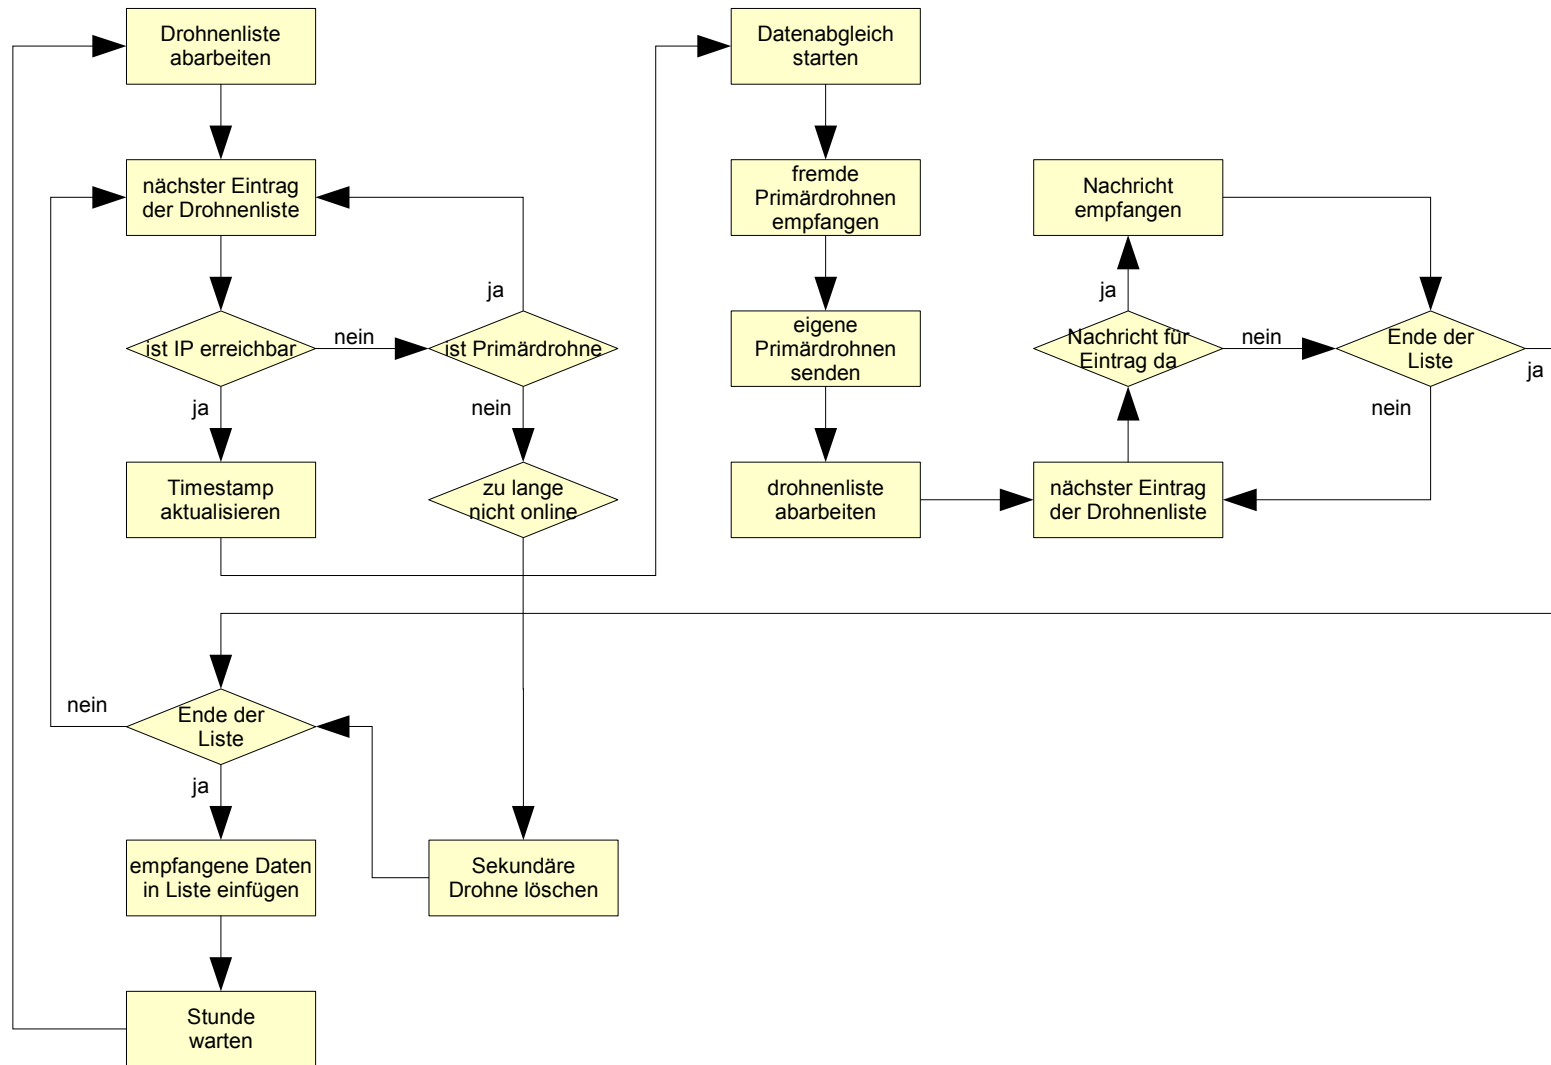 Drohnenliste
abarbeiten
nächster Eintrag
der Drohnenliste
ja
ist IP erreichbar
nein
ist Primärdrohne
ja
nein
Timestamp
aktualisieren
zu lange
nicht online
nein
Ende der
Liste
ja
empfangene Daten
in Liste einfügen
Sekundäre
Drohne löschen
Stunde
warten
Datenabgleich
starten
fremde
Primärdrohnen
empfangen
eigene
Primärdrohnen
senden
drohnenliste
abarbeiten
Nachricht
empfangen
ja
Nachricht für
Eintrag da
nein
Ende der
Liste
ja
nein
nächster Eintrag
der Drohnenliste